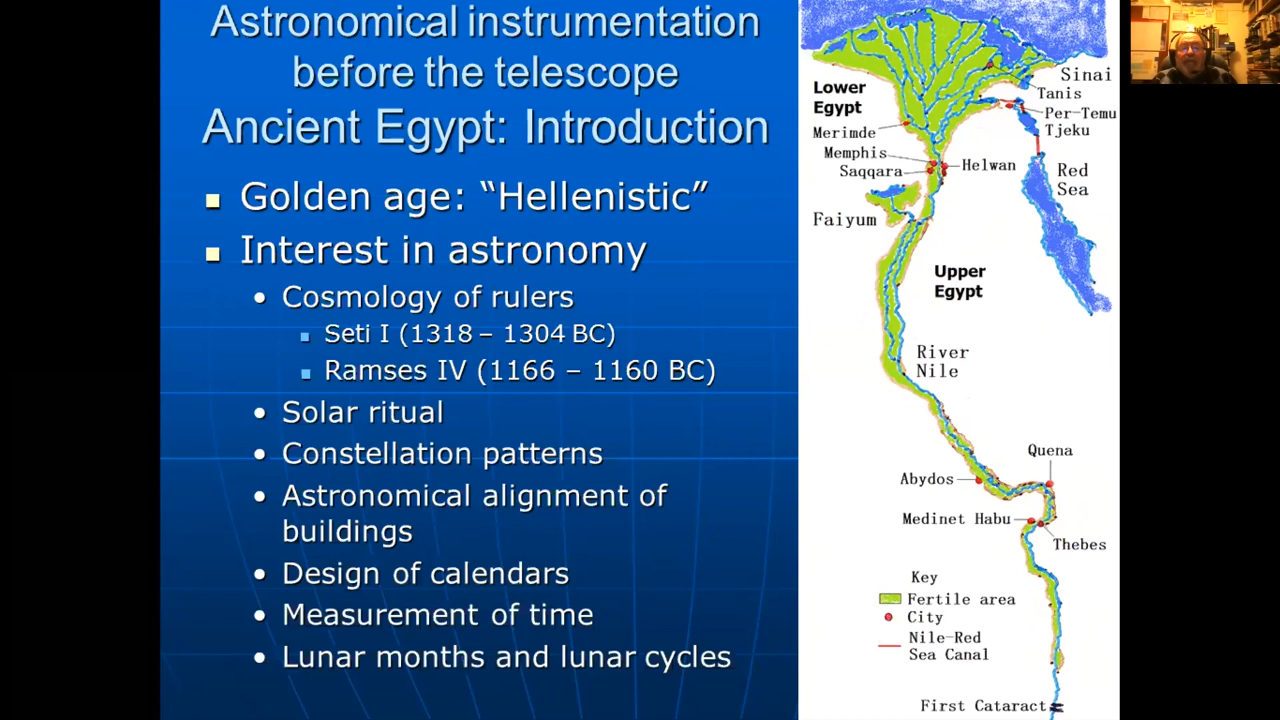 Astronomical instrumentation
before the telescope
Ancient Egypt: Introduction
Golden age: “Hellenistic”
Interest in astronomy
Cosmology of rulers
Seti I (1318 – 1304 BC)
Ramses IV (1166 – 1160 BC)
Solar ritual
Constellation patterns
Astronomical alignment of
buildings
Design of calendars
Measurement of time
Lunar months and lunar cycles
Sinai
Lower
Egypt
Tanis
Per-Temu
Tjeku
Merimde
Memphis
Saqqara
Helwan
Red
Sea
Faiyum
Upper
Egypt
River
Nile
Quena
Abydos
Medinet Habu
Thebes
Key
Fertile area
City
Nile-Red
Sea Canal
First Cataract